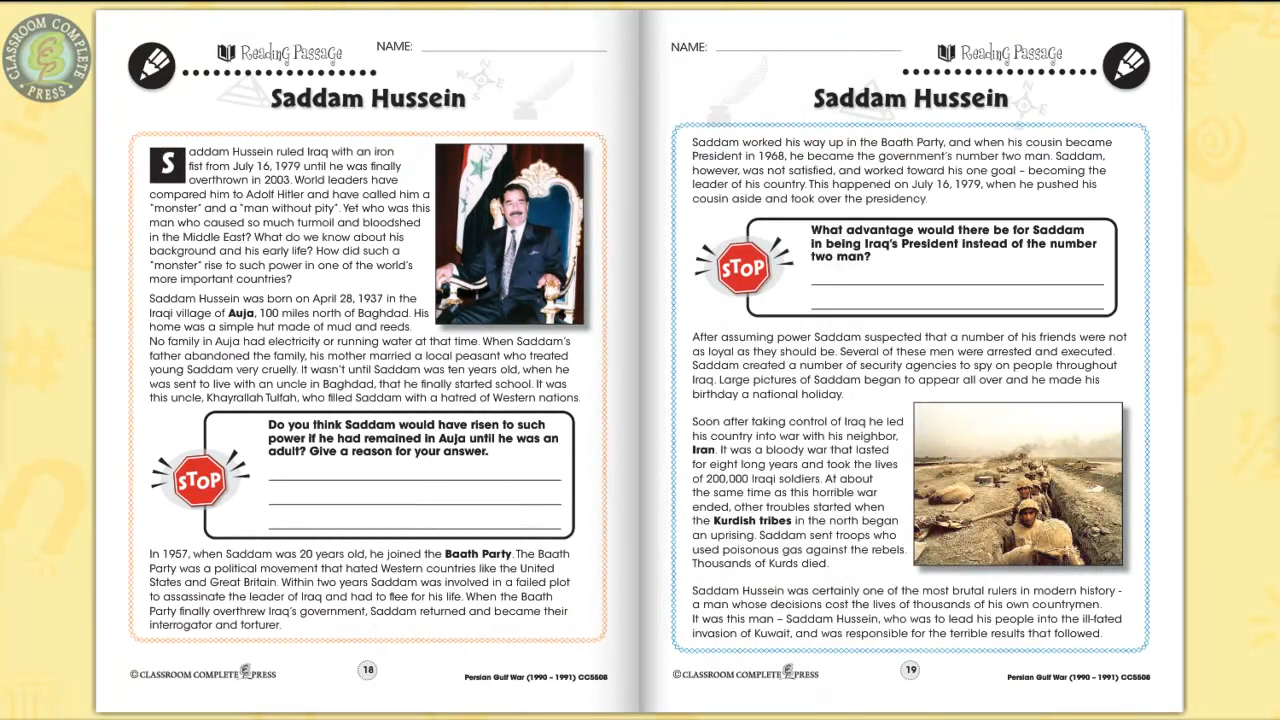 CLASSROOM COMPLETE
PRESS
Reading Passage
NAME:
Saddam Hussein
Saddam Hussein ruled Iraq with an iron
fist from July 16, 1979 until he was finally
overthrown in 2003. World leaders have
compared him to Adolf Hitler and have called him a
"monster" and a "man without pity". Yet who was this
man who caused so much turmoil and bloodshed
in the Middle East? What do we know about his
background and his early life? How did such a
"monster" rise to such power in one of the world's
more important countries?
Saddam Hussein was born on April 28, 1937 in the
Iraqi village of Auja, 100 miles north of Baghdad. His
home was a simple hut made of mud and reeds.
No family in Auja had electricity or running water at that time. When Saddam's
father abandoned the family, his mother married a local peasant who treated
young Saddam very cruelly. It wasn't until Saddam was ten years old, when he
was sent to live with an uncle in Baghdad, that he finally started school. It was
this uncle, Khayrallah Tulfah, who filled Saddam with a hatred of Western nations.
STOP
Do you think Saddam would have risen to such
power if he had remained in Auja until he was an
adult? Give a reason for your answer.
In 1957, when Saddam was 20 years old, he joined the Baath Party. The Baath
Party was a political movement that hated Western countries like the United
States and Great Britain. Within two years Saddam was involved in a failed plot
to assassinate the leader of Iraq and had to flee for his life. When the Baath
Party finally overthrew Iraq's government, Saddam returned and became their
interrogator and torturer.
© CLASSROOM COMPLETE PRESS
18
Persian Gulf War (1990 – 1991) CC5508
NAME:
Reading Passage
Saddam Hussein
Saddam worked his way up in the Baath Party, and when his cousin became
President in 1968, he became the government's number two man. Saddam,
however, was not satisfied, and worked toward his one goal – becoming the
leader of his country. This happened on July 16, 1979, when he pushed his
cousin aside and took over the presidency.
STOP
What advantage would there be for Saddam
in being Iraq's President instead of the number
two man?
After assuming power Saddam suspected that a number of his friends were not
as loyal as they should be. Several of these men were arrested and executed.
Saddam created a number of security agencies to spy on people throughout
Iraq. Large pictures of Saddam began to appear all over and he made his
birthday a national holiday.
Soon after taking control of Iraq he led
his country into war with his neighbor,
Iran. It was a bloody war that lasted
for eight long years and took the lives
of 200,000 Iraqi soldiers. At about
the same time as this horrible war
ended, other troubles started when
the Kurdish tribes in the north began
an uprising. Saddam sent troops who
used poisonous gas against the rebels.
Thousands of Kurds died.
Saddam Hussein was certainly one of the most brutal rulers in modern history -
a man whose decisions cost the lives of thousands of his own countrymen.
It was this man – Saddam Hussein, who was to lead his people into the ill-fated
invasion of Kuwait, and was responsible for the terrible results that followed.
© CLASSROOM COMPLETE PRESS
19
Persian Gulf War (1990 – 1991) CC5508